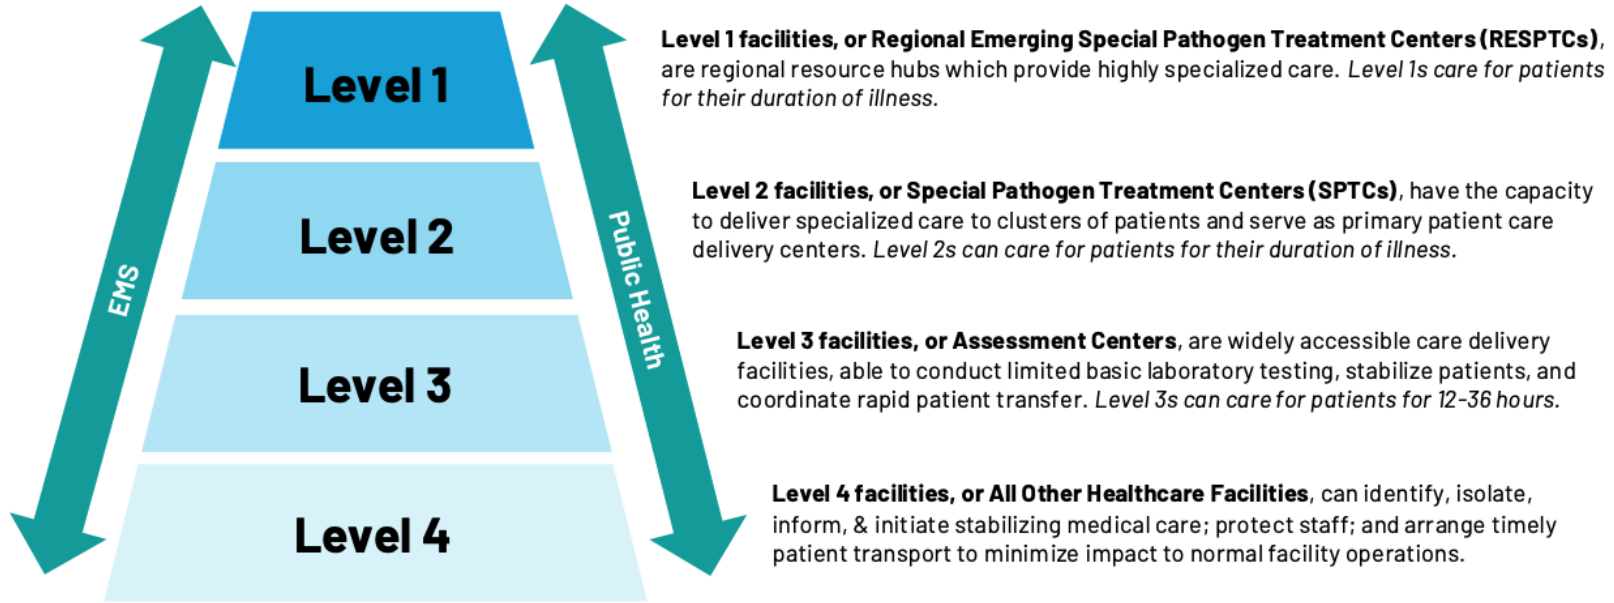 Level 1
Level 1 facilities, or Regional Emerging Special Pathogen Treatment Centers (RESPTCs),
are regional resource hubs which provide highly specialized care. Level 1s care for patients
for their duration of illness.
Level 2
Level 2 facilities, or Special Pathogen Treatment Centers (SPTCs), have the capacity
to deliver specialized care to clusters of patients and serve as primary patient care
delivery centers. Level 2s can care for patients for their duration of illness.
EMS
Public Health
Level 3
Level 3 facilities, or Assessment Centers, are widely accessible care delivery
facilities, able to conduct limited basic laboratory testing, stabilize patients, and
coordinate rapid patient transfer. Level 3s can care for patients for 12-36 hours.
Level 4
Level 4 facilities, or All Other Healthcare Facilities, can identify, isolate,
inform, & initiate stabilizing medical care; protect staff; and arrange timely
patient transport to minimize impact to normal facility operations.